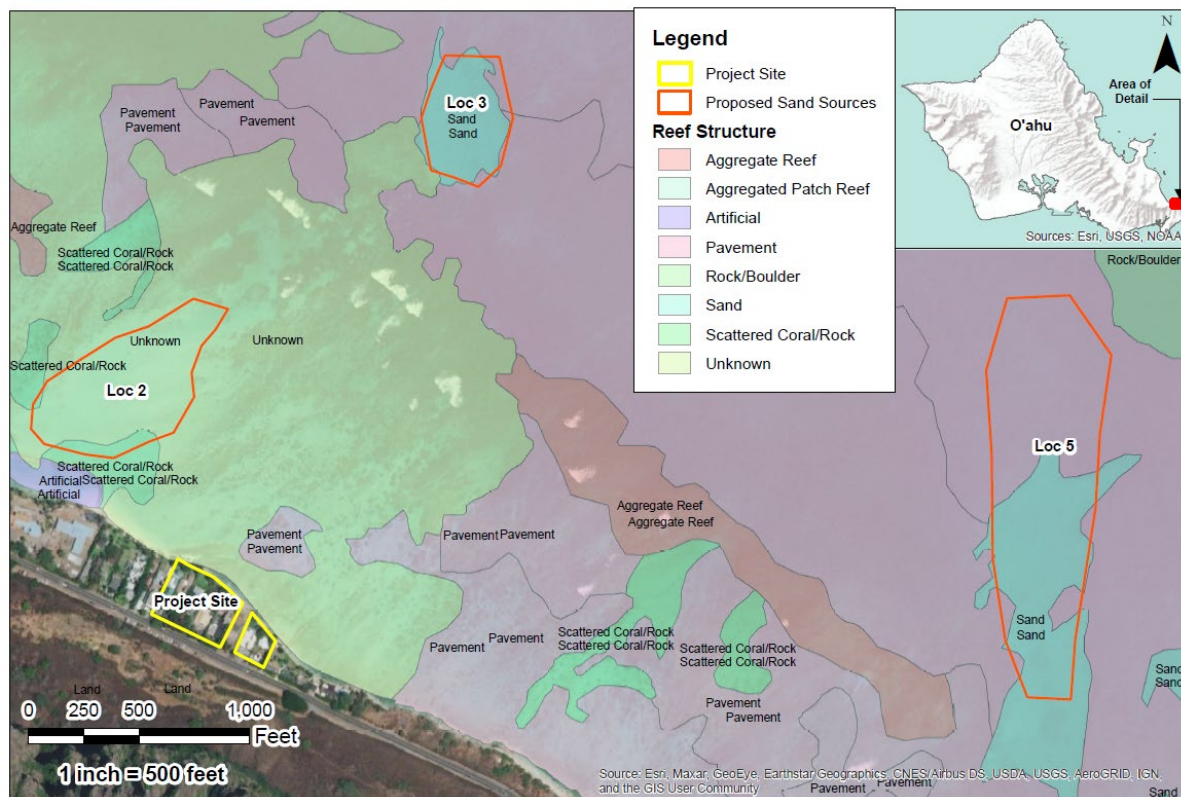 Legend
Project Site
Proposed Sand Sources
Reef Structure
Aggregate Reef
Aggregated Patch Reef
Artificial
Pavement
Rock/Boulder
Sand
Scattered Coral/Rock
Unknown
N
Area of
Detail
O'ahu
Sources: Esri, USGS, NOAA
Rock/Boulder
Loc 3
Sand
Sand
Pavement
Pavement
Pavement
Pavement
Aggregate Reef
Scattered Coral/Rock
Scattered Coral/Rock
Unknown
Unknown
Scattered Coral/Rock
Loc 2
Scattered Coral/Rock
Scattered Coral/Rock
Artificial
Artificial
Loc 5
Aggregate Reef
Aggregate Reef
Pavement
Pavement
Pavement
Pavement
Project Site
Pavement
Pavement
Scattered Coral/Rock
Scattered Coral/Rock
Scattered Coral/Rock
Scattered Coral/Rock
Sand
Sand
Sand
Sand
Land
Land
Pavement
Pavement
0 250 500 1,000
Feet
1 inch = 500 feet
Source: Esri, Maxar, GeoEye, Earthstar Geographics, CNES/Airbus DS, USDA, USGS, AeroGRID, IGN,
and the GIS User Community
Pavement
Pavement
Sand